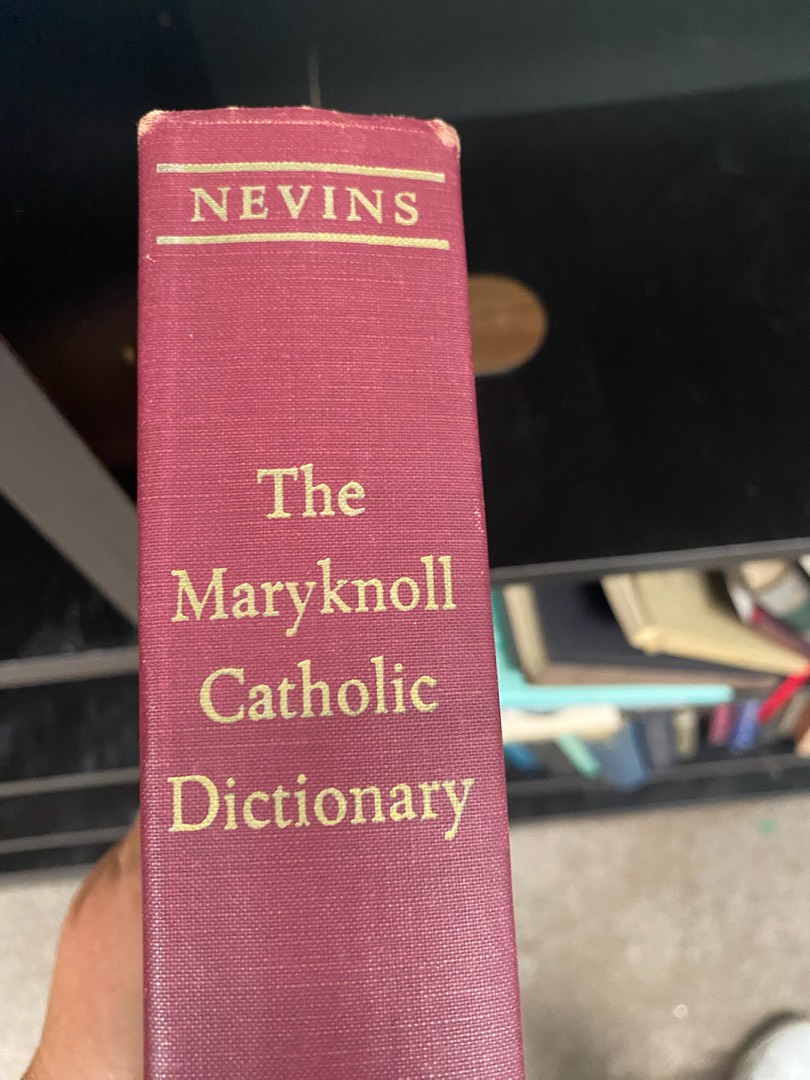 NEVINS
The
Maryknoll
Catholic
Dictionary